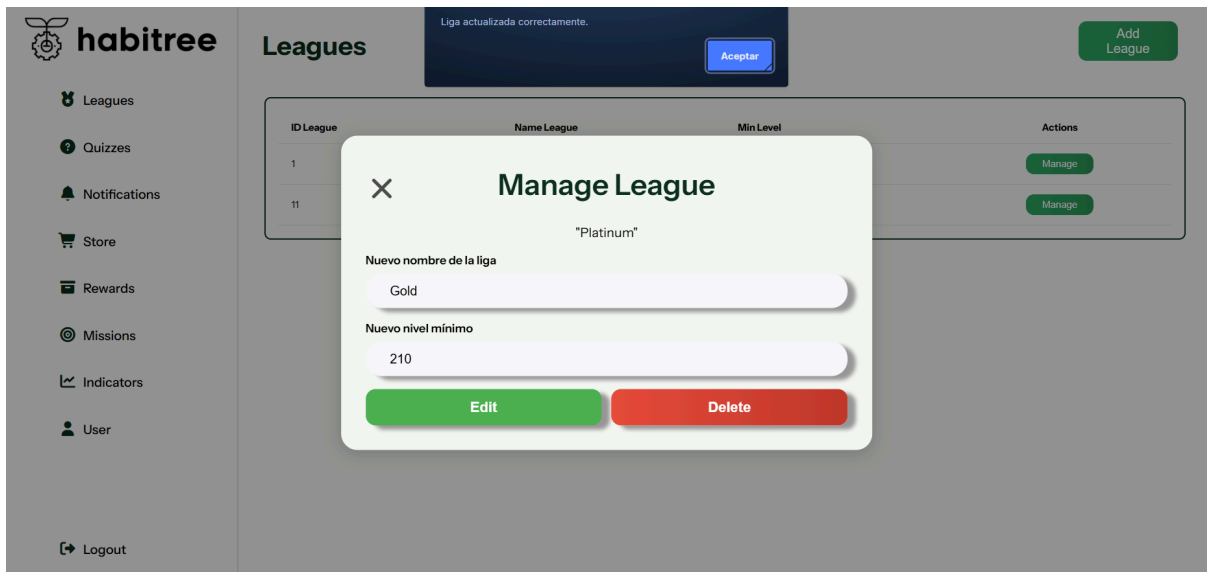 habitree
Leagues
Liga actualizada correctamente.
Aceptar
Add
League
Leagues
Quizzes
Notifications
Store
Rewards
Missions
Indicators
User
Logout
ID League Name League Min Level Actions
1 Manage
11 Manage
Manage League
"Platinum"
Nuevo nombre de la liga
Gold
Nuevo nivel mínimo
210
Edit Delete